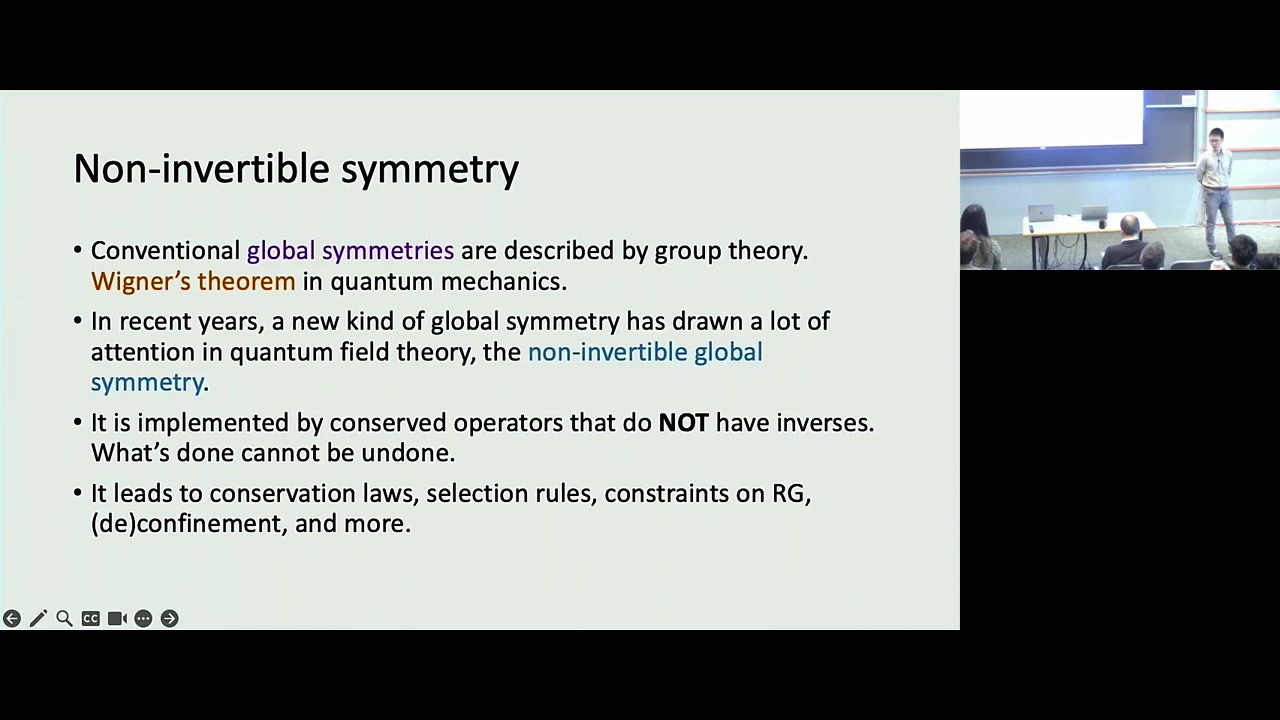 Non-invertible symmetry
• Conventional global symmetries are described by group theory.
Wigner’s theorem in quantum mechanics.
• In recent years, a new kind of global symmetry has drawn a lot of
attention in quantum field theory, the non-invertible global
symmetry.
• It is implemented by conserved operators that do NOT have inverses.
What’s done cannot be undone.
• It leads to conservation laws, selection rules, constraints on RG,
(de)confinement, and more.
CC